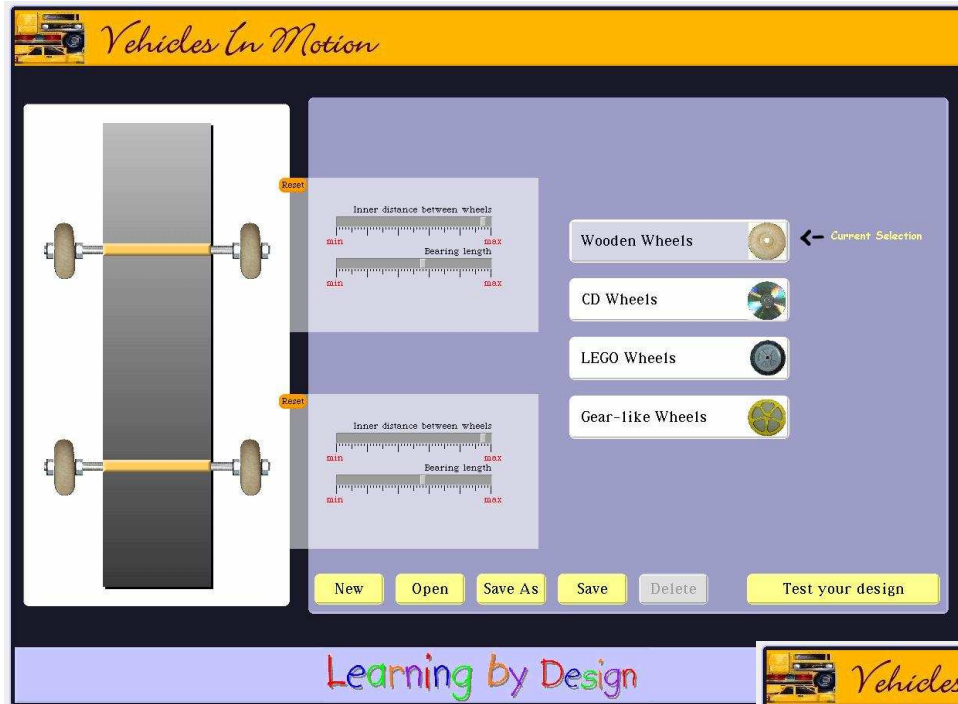 Vehicles In Motion
Reset
Inner distance between wheels
min max
Bearing length
min max
Wooden Wheels
Current Selection
CD Wheels
LEGO Wheels
Gear-like Wheels
Reset
Inner distance between wheels
min max
Bearing length
min max
New Open Save As Save Delete Test your design
Learning by Design
Vehicles